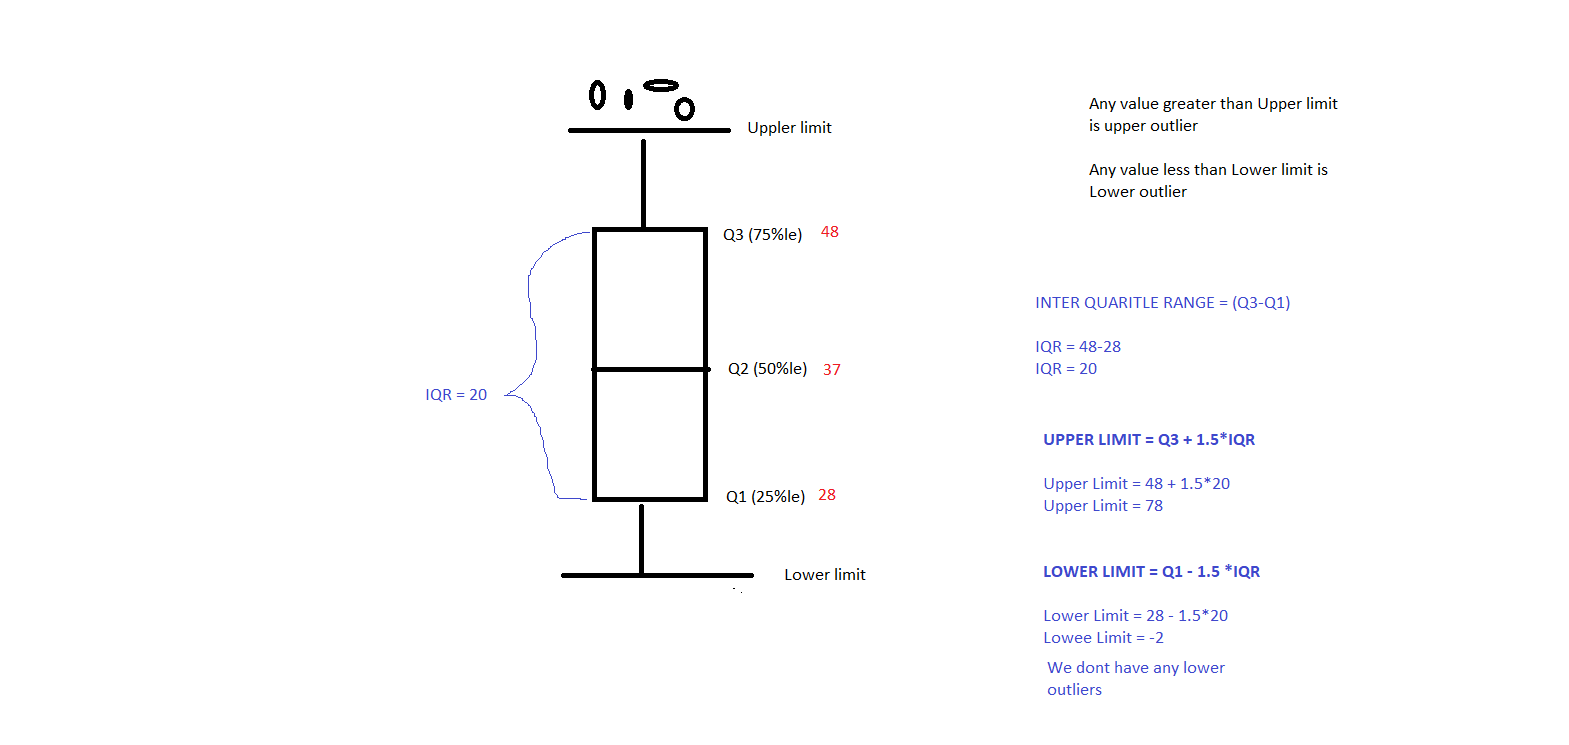 Uppler limit
Q3 (75%le) 48
Q2 (50%le) 37
IQR = 20
Q1 (25%le) 28
Lower limit
Any value greater than Upper limit
is upper outlier
Any value less than Lower limit is
Lower outlier
INTER QUARITLE RANGE = (Q3-Q1)
IQR = 48-28
IQR = 20
UPPER LIMIT = Q3 + 1.5*IQR
Upper Limit = 48 + 1.5*20
Upper Limit = 78
LOWER LIMIT = Q1 - 1.5 *IQR
Lower Limit = 28 - 1.5*20
Lowee Limit = -2
We dont have any lower
outliers